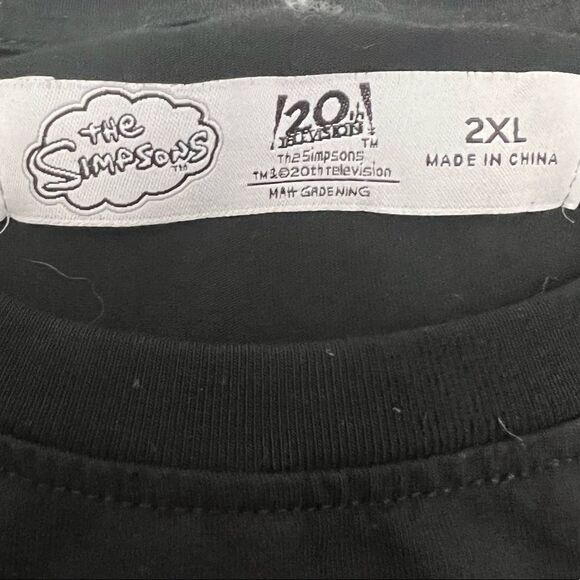 THE
SIMPSONS
TM
20th
TELEVISION
TM
The Simpsons
TM&©20th Television
MAtt GROENING
2XL
MADE IN CHINA